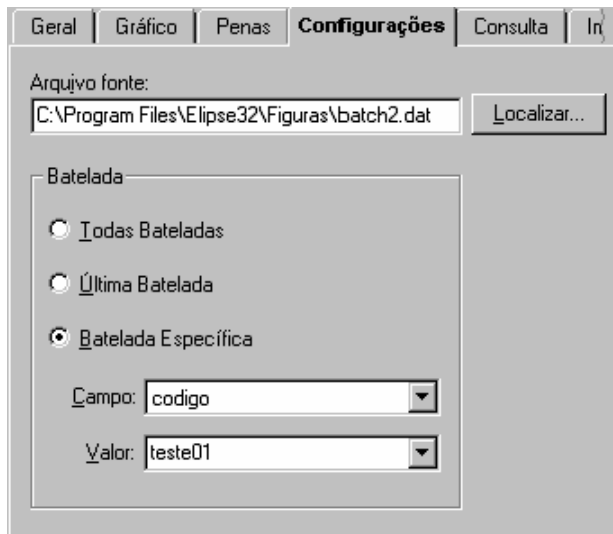 Geral Gráfico Penas Configurações Consulta In
Arquivo fonte:
C:\Program Files\Elipse32\Figuras\batch2.dat Localizar...
Batelada
Todas Bateladas
Última Batelada
Batelada Específica
Campo: codigo
Valor: teste01